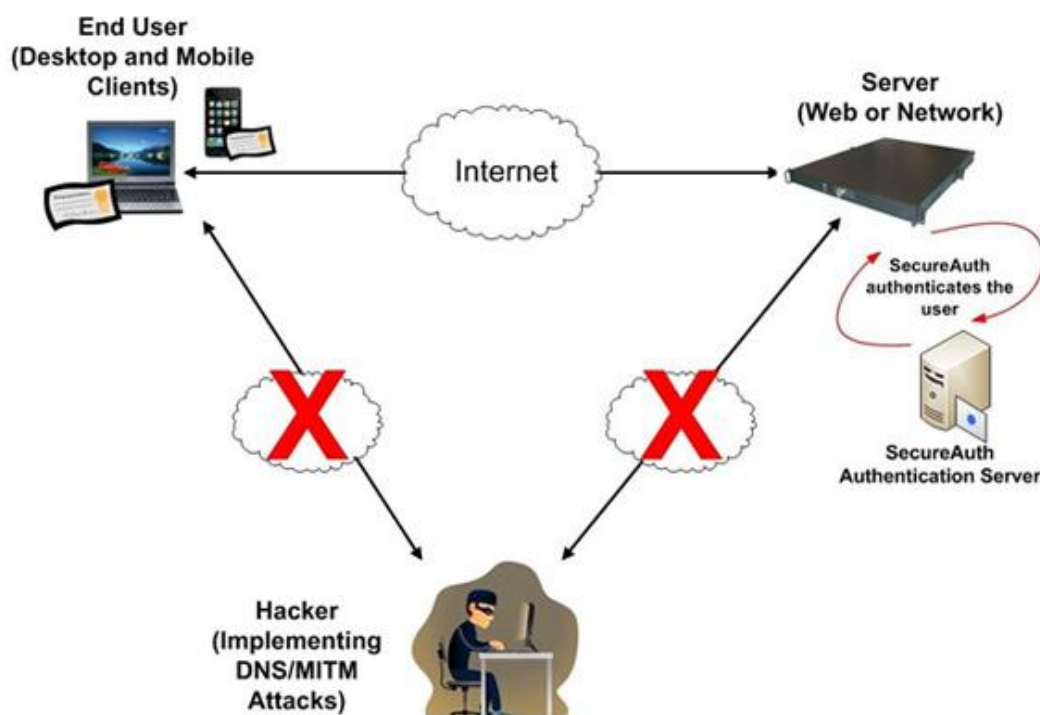 End User
(Desktop and Mobile
Clients)
Server
(Web or Network)
Internet
SecureAuth
authenticates the
user
SecureAuth
Authentication Server
Hacker
(Implementing
DNS/MITM
Attacks)